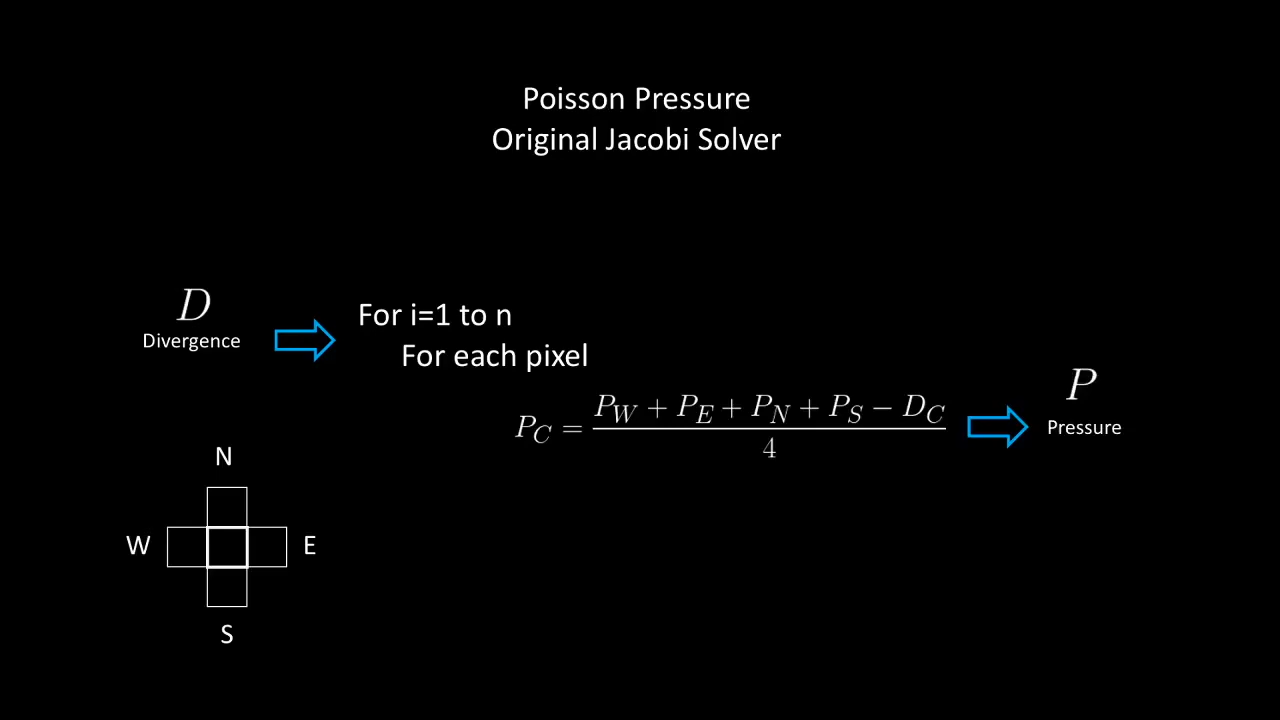 Poisson Pressure
Original Jacobi Solver
D
Divergence
For i=1 to n
For each pixel
P_C = \frac{P_W + P_E + P_N + P_S - D_C}{4}
P
Pressure
N
W E
S